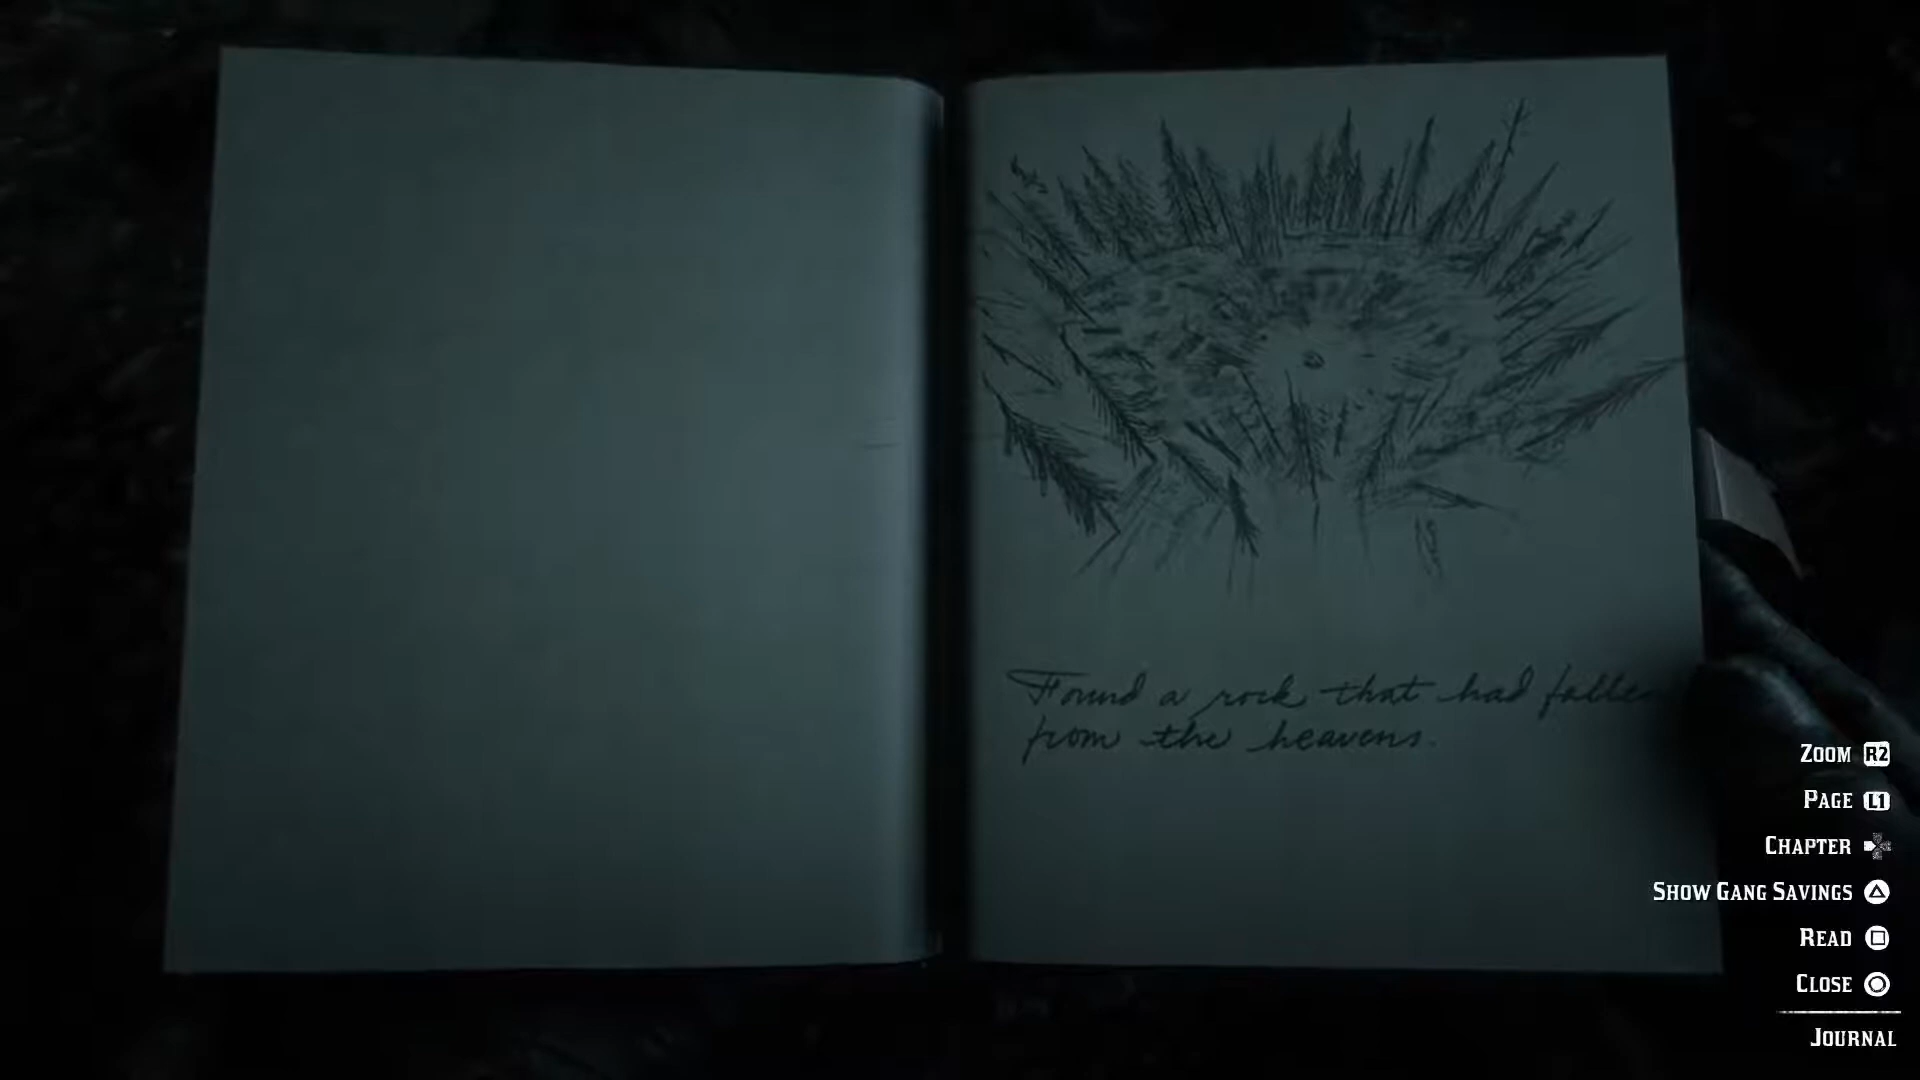 Found a rock that had falle
from the heavens.
ZOOM R2
PAGE L1
CHAPTER
SHOW GANG SAVINGS
READ
CLOSE
JOURNAL